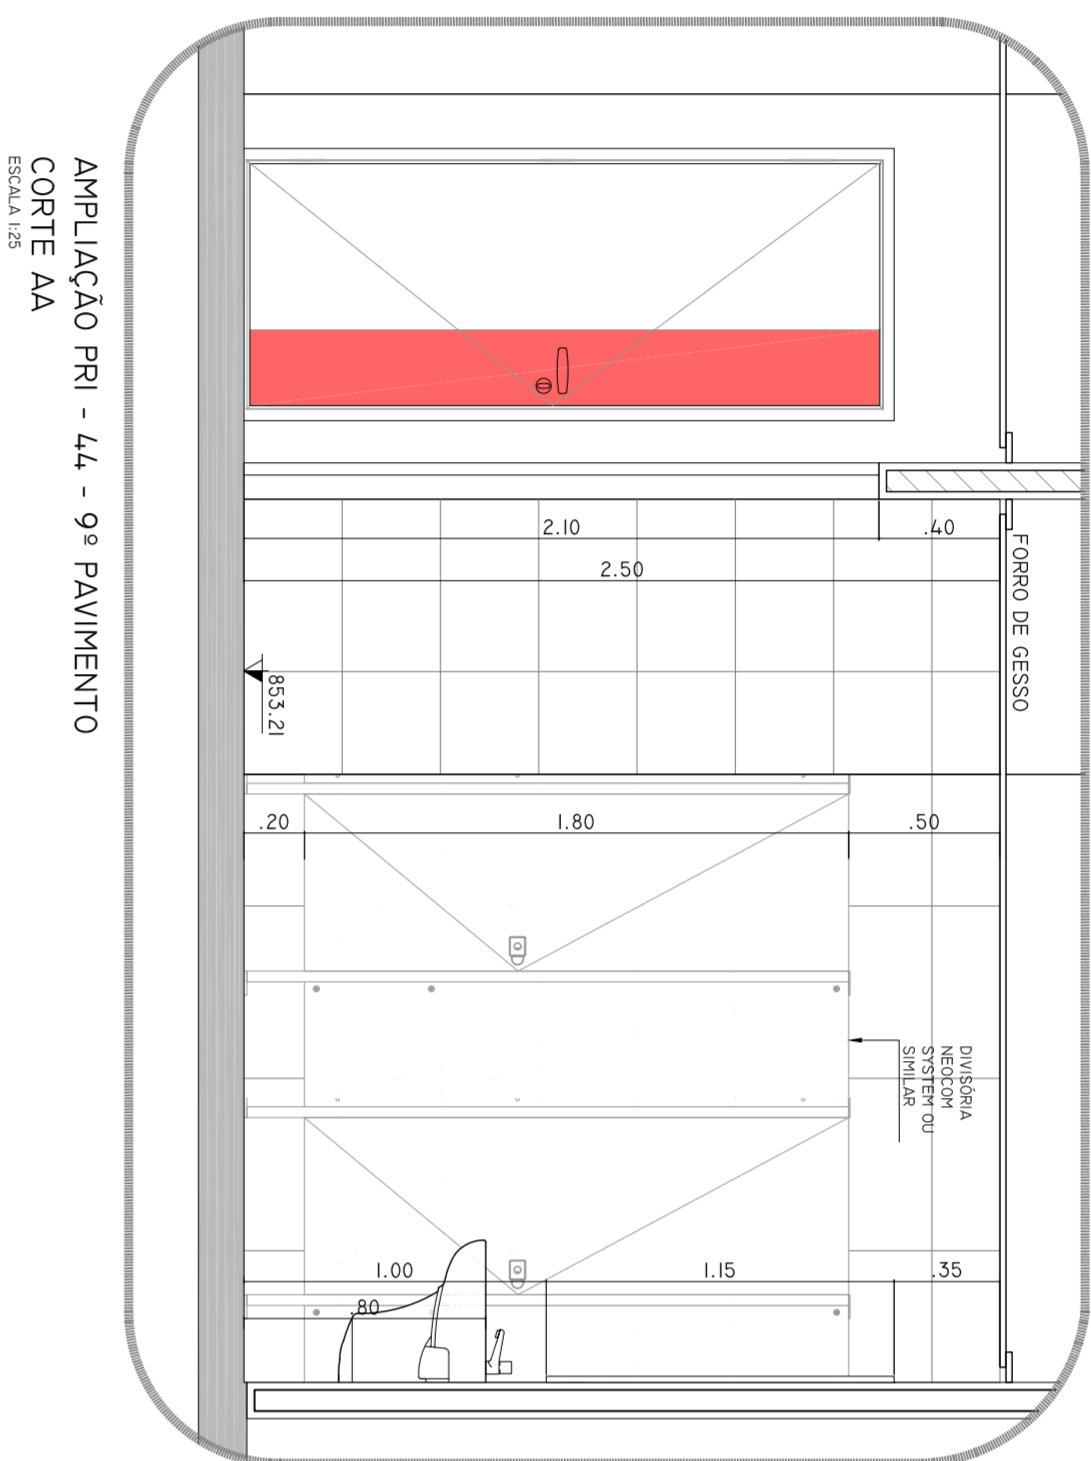 FORRO DE GESSO
.40
2.10
2.50
853.21
.50
1.80
.20
DIVISÓRIA
NEOCOM
SYSTEM OU
SIMILAR
.35
1.15
1.00
.80
AMPLIAÇÃO PRI - 44 - 9º PAVIMENTO
CORTE AA
ESCALA 1:25